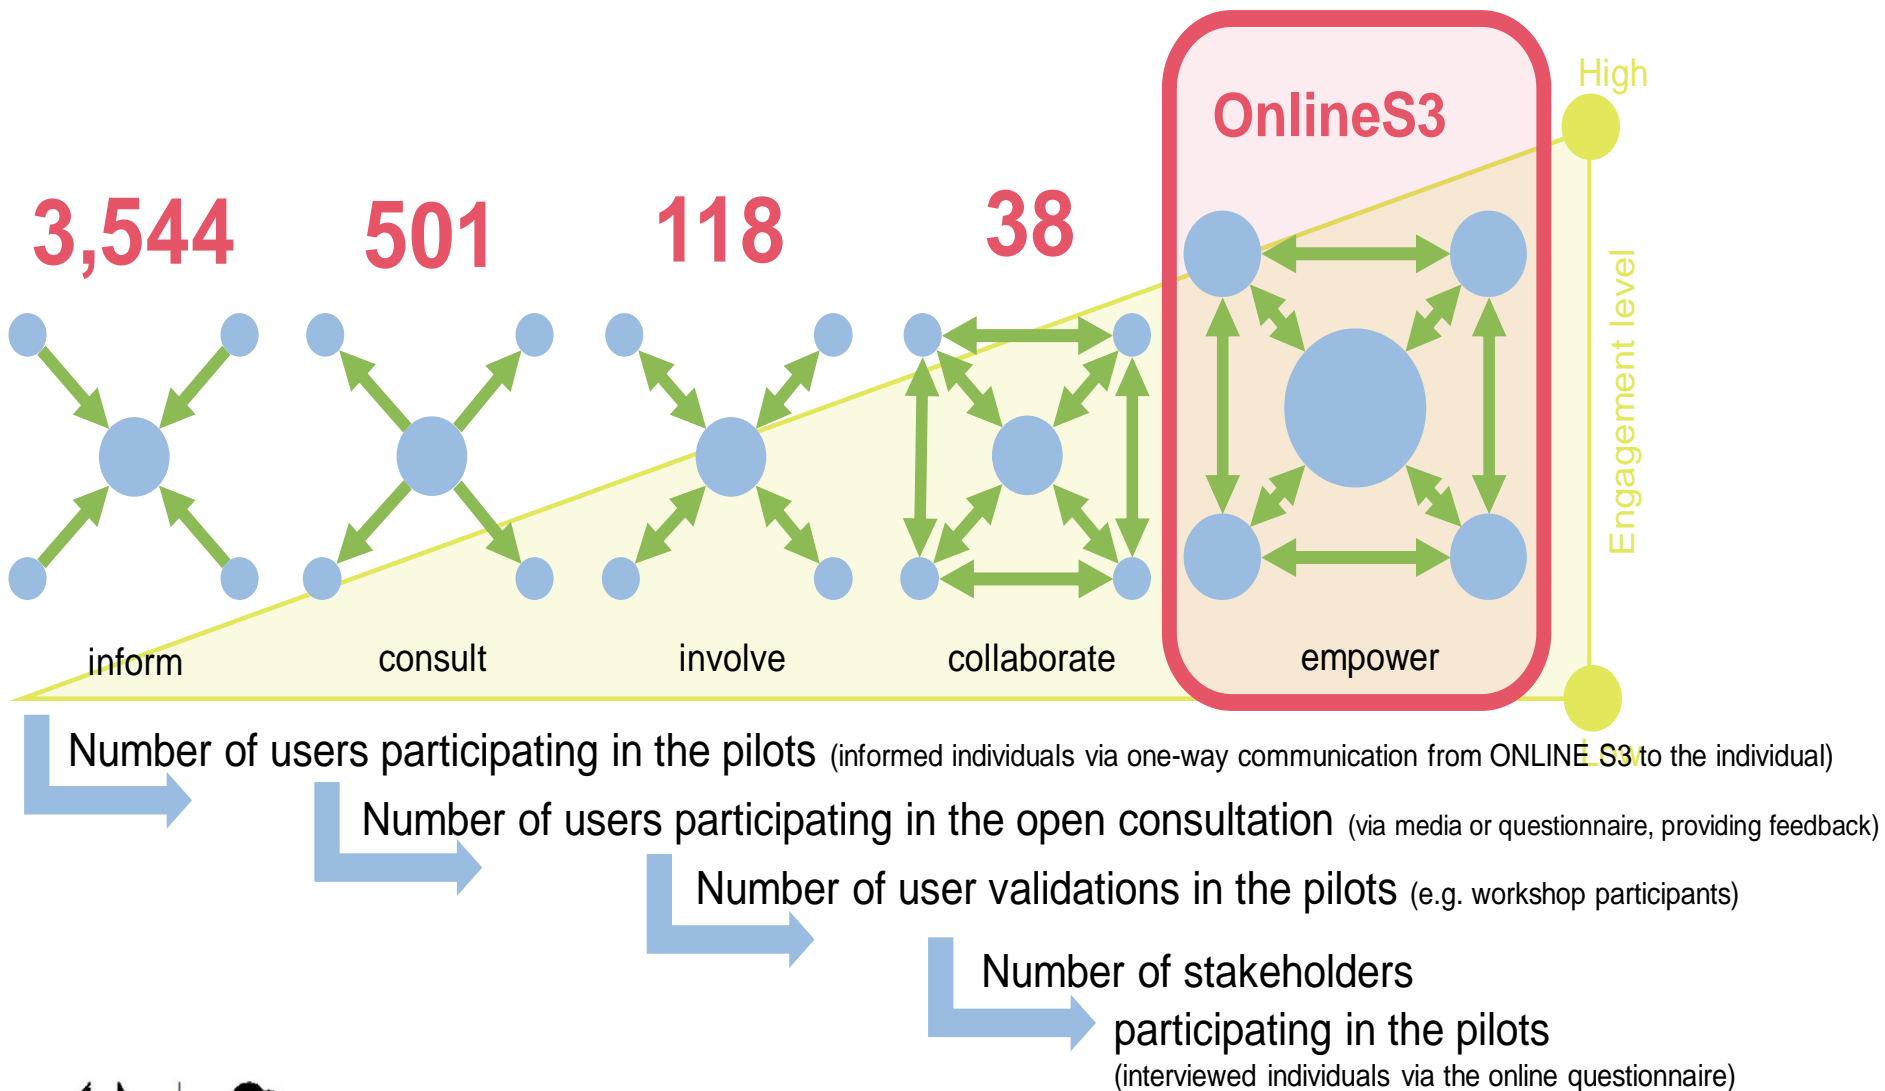 High
OnlineS3
3,544
501
118
38
Engagement level
inform
consult
involve
collaborate
empower
Low
Number of users participating in the pilots (informed individuals via one-way communication from ONLINE S3 to the individual)
Number of users participating in the open consultation (via media or questionnaire, providing feedback)
Number of user validations in the pilots (e.g. workshop participants)
Number of stakeholders
participating in the pilots
(interviewed individuals via the online questionnaire)